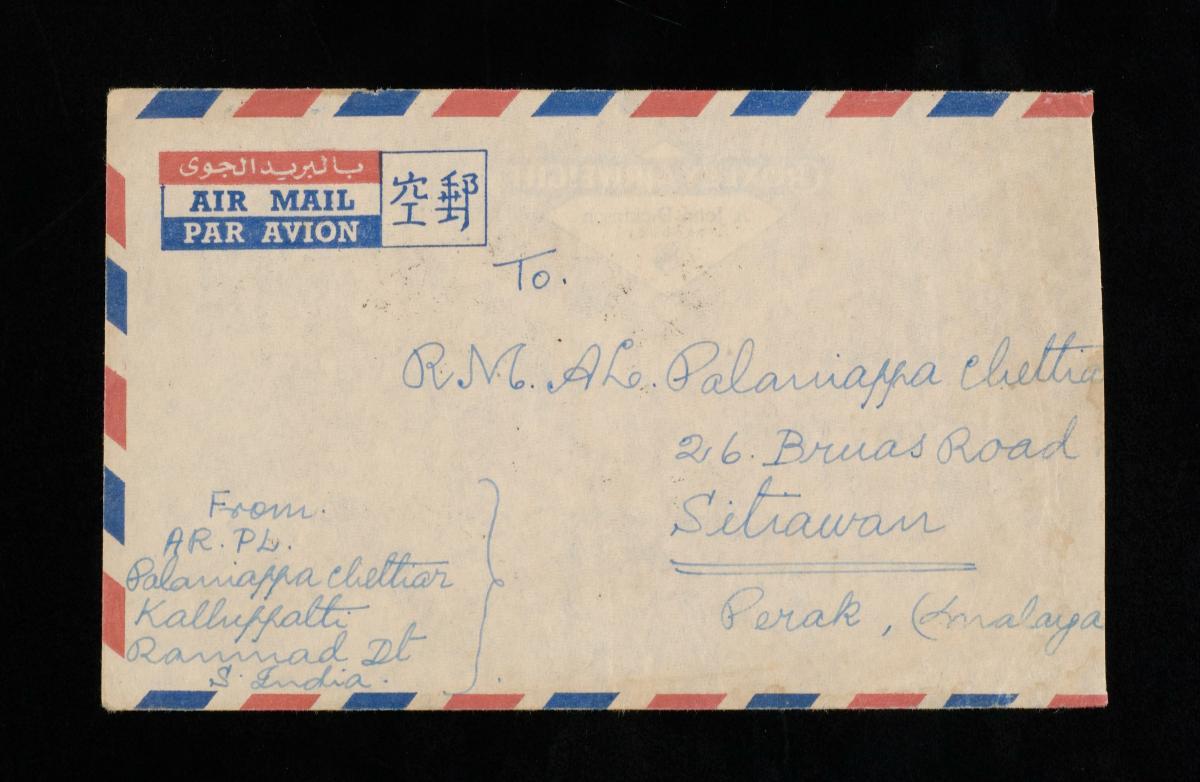 بالبريد الجوى
AIR MAIL
PAR AVION
空郵
To.
R.M. AL. Palaniappa chettia
26. Bruas Road
Sitiawan
Perak, (malaya
From.
AR. PL.
Palaniappa chettiar
Kalluppatti
Ramnad Dt
S. India.